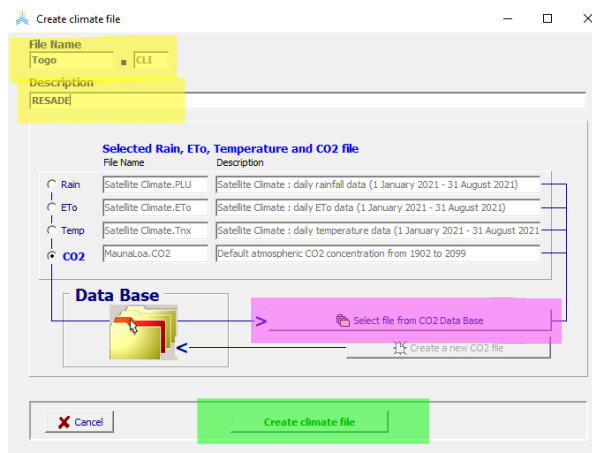 Create climate file
File Name
Togo . CLI
Description
RESADE
Selected Rain, ETo, Temperature and CO2 file
File Name Description
Rain Satellite Climate.PLU Satellite Climate : daily rainfall data (1 January 2021 - 31 August 2021)
ETo Satellite Climate.ETo Satellite Climate : daily ETo data (1 January 2021 - 31 August 2021)
Temp Satellite Climate.Tnx Satellite Climate : daily temperature data (1 January 2021 - 31 August 2021
CO2 MaunaLoa.CO2 Default atmospheric CO2 concentration from 1902 to 2099
Data Base
> Select file from CO2 Data Base
< Create a new CO2 file
Cancel Create climate file